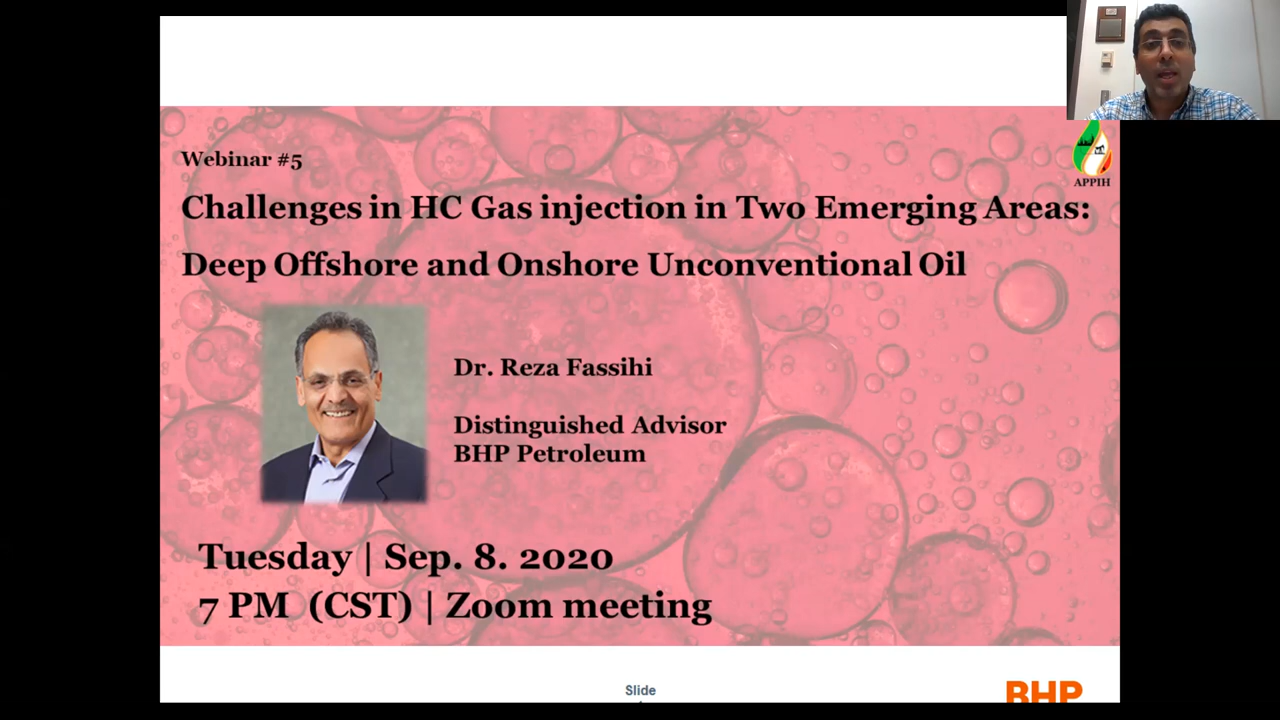 Webinar #5
APPIH
Challenges in HC Gas injection in Two Emerging Areas:
Deep Offshore and Onshore Unconventional Oil
Dr. Reza Fassihi
Distinguished Advisor
BHP Petroleum
Tuesday | Sep. 8. 2020
7 PM (CST) | Zoom meeting
Slide
BHP